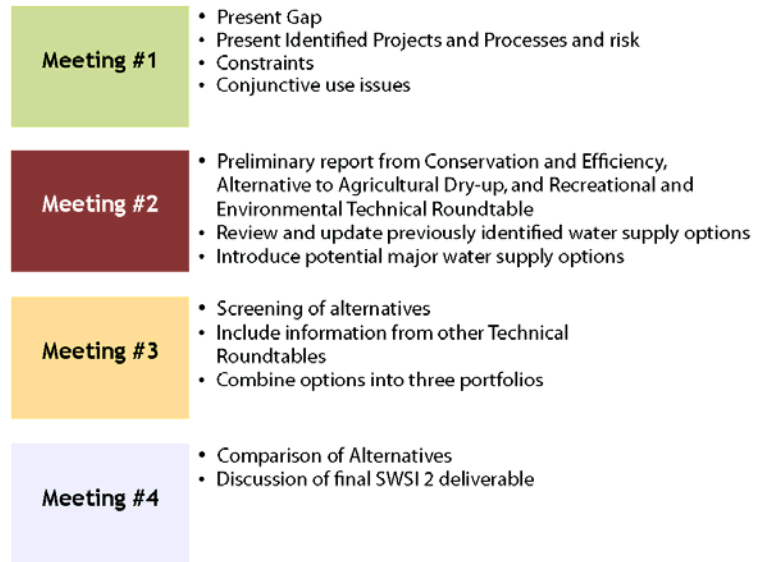 Meeting #1
• Present Gap
• Present Identified Projects and Processes and risk
• Constraints
• Conjunctive use issues
Meeting #2
• Preliminary report from Conservation and Efficiency,
Alternative to Agricultural Dry-up, and Recreational and
Environmental Technical Roundtable
• Review and update previously identified water supply options
• Introduce potential major water supply options
Meeting #3
• Screening of alternatives
• Include information from other Technical
Roundtables
• Combine options into three portfolios
Meeting #4
• Comparison of Alternatives
• Discussion of final SWSI 2 deliverable